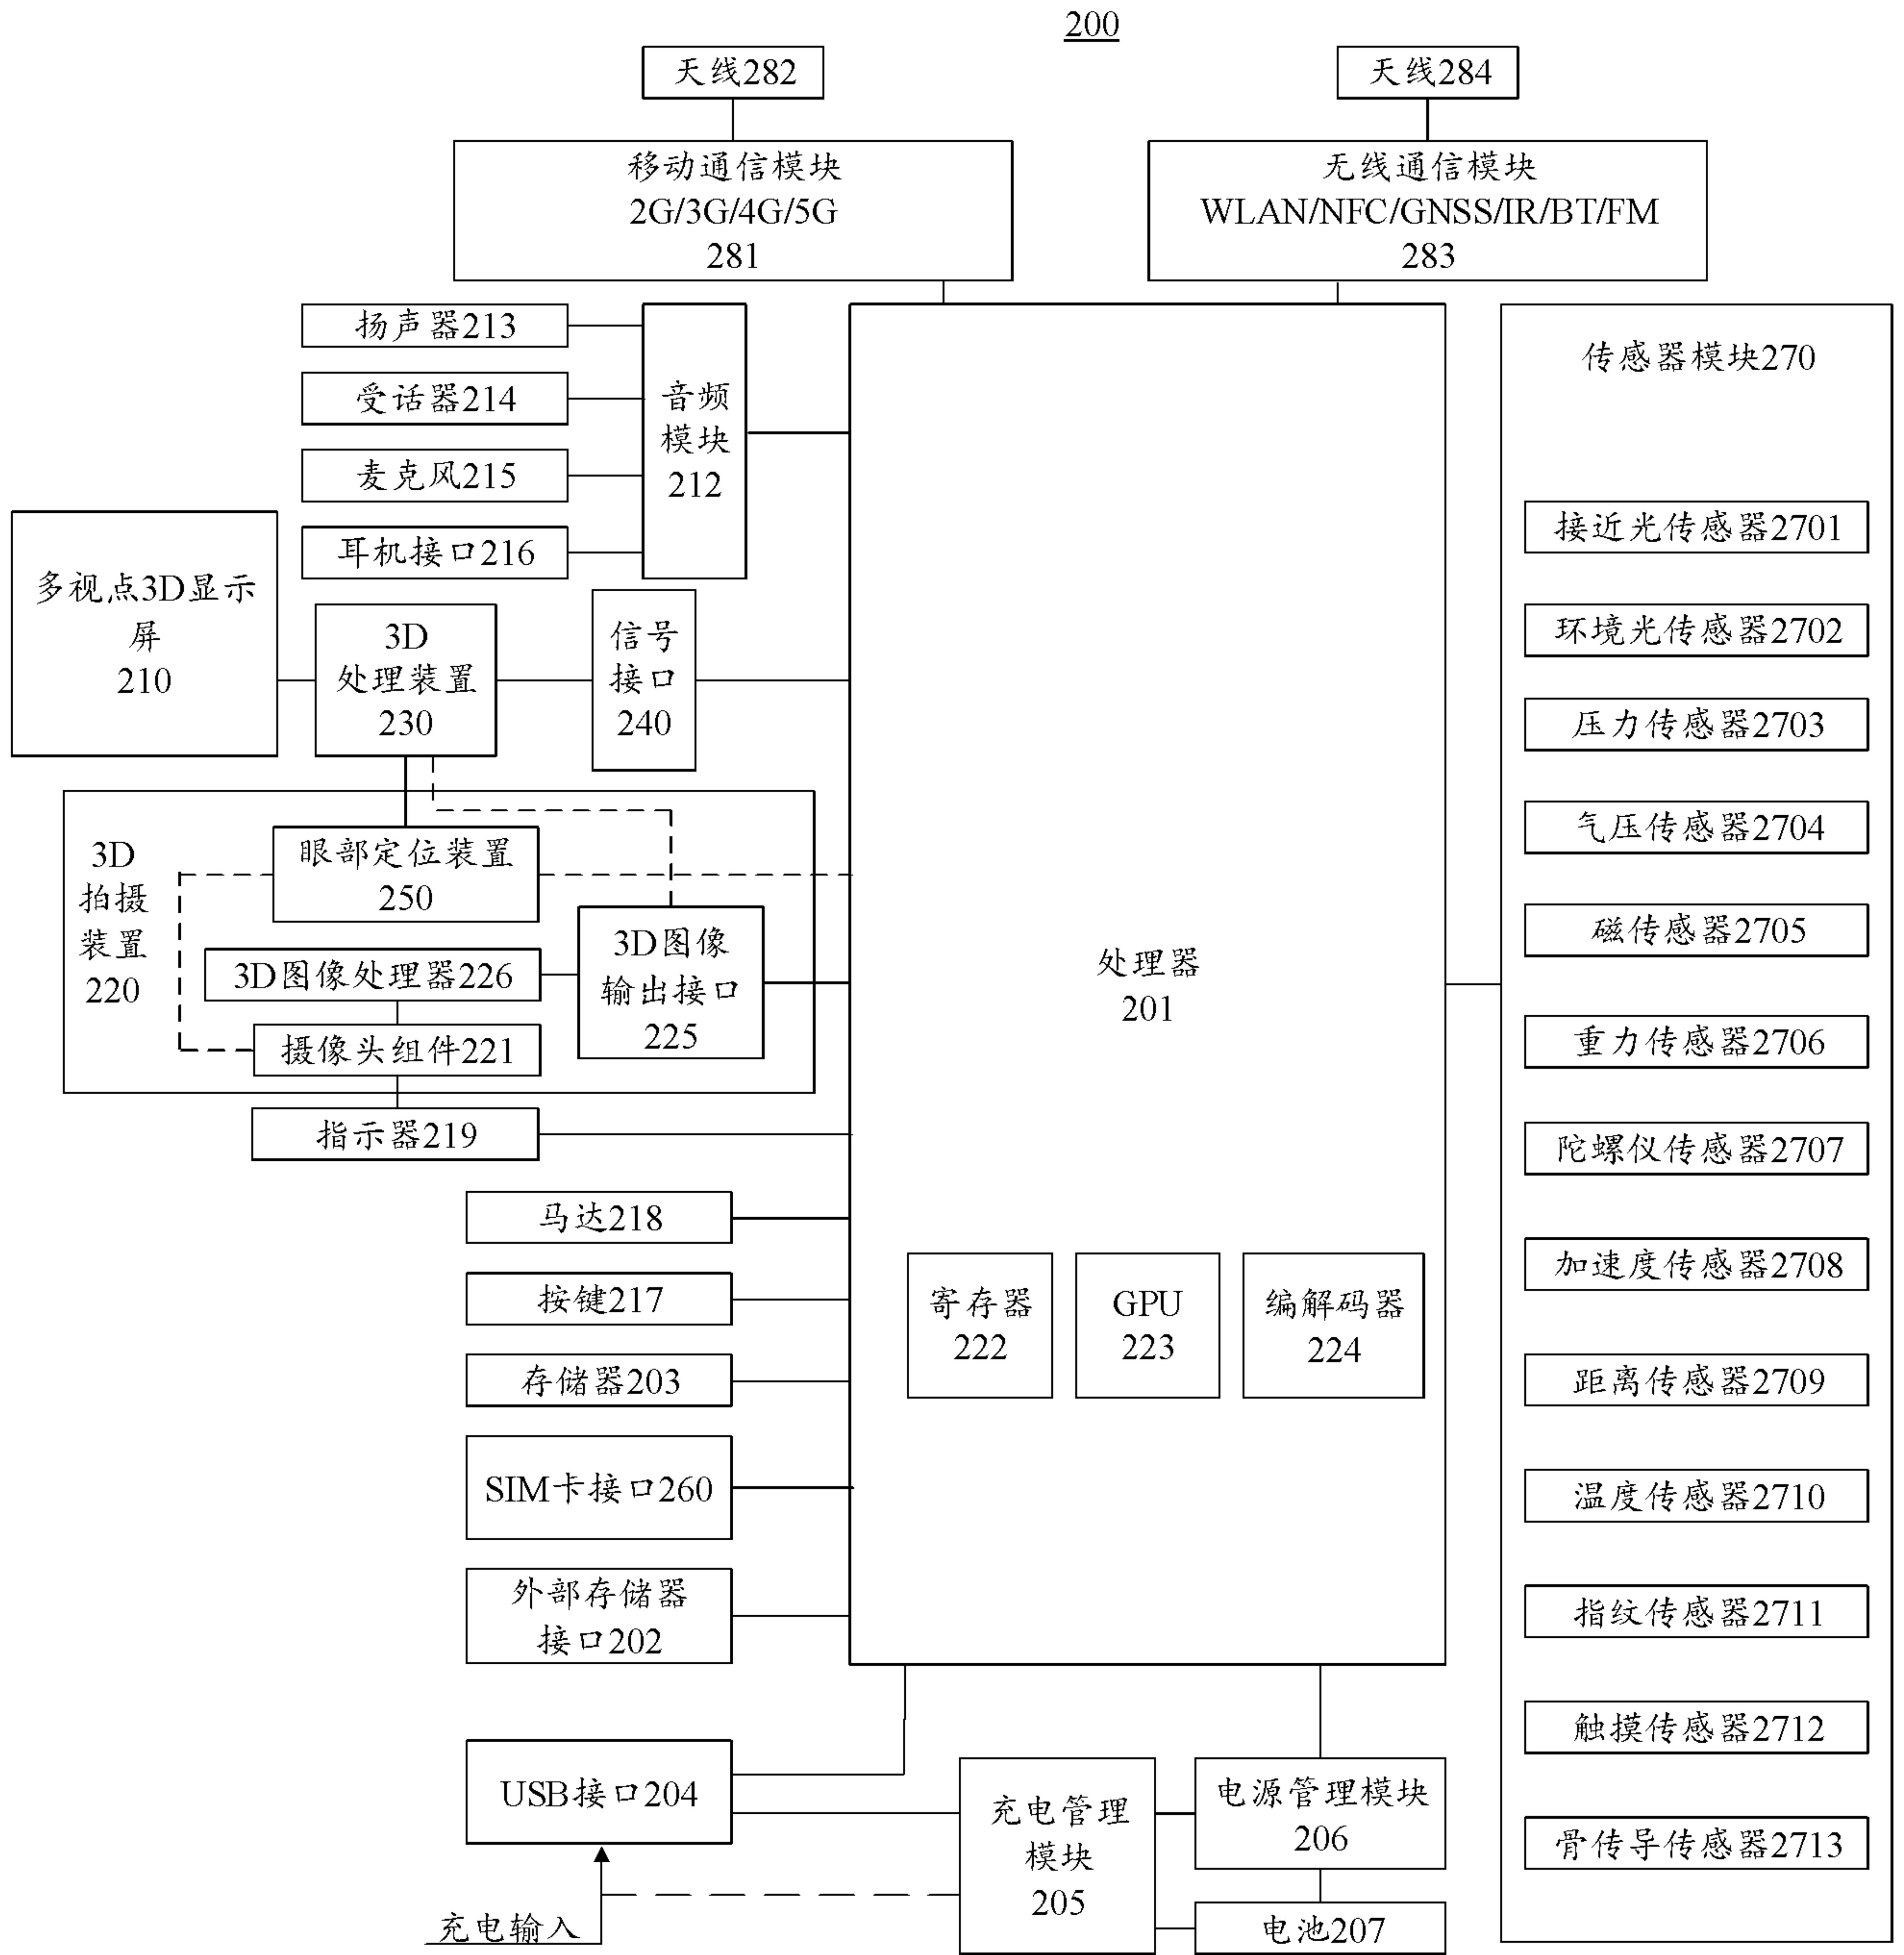 200
天线282
天线284
移动通信模块
2G/3G/4G/5G
281
无线通信模块
WLAN/NFC/GNSS/IR/BT/FM
283
扬声器213
受话器214
麦克风215
耳机接口216
音频
模块
212
多视点3D显示
屏
210
3D
处理装置
230
信号
接口
240
3D
拍摄
装置
220
眼部定位装置
250
3D图像处理器226
摄像头组件221
3D图像
输出接口
225
指示器219
马达218
按键217
存储器203
SIM卡接口260
外部存储器
接口202
处理器
201
寄存器
222
GPU
223
编解码器
224
USB接口204
充电输入
充电管理
模块
205
电源管理模块
206
电池207
传感器模块270
接近光传感器2701
环境光传感器2702
压力传感器2703
气压传感器2704
磁传感器2705
重力传感器2706
陀螺仪传感器2707
加速度传感器2708
距离传感器2709
温度传感器2710
指纹传感器2711
触摸传感器2712
骨传导传感器2713